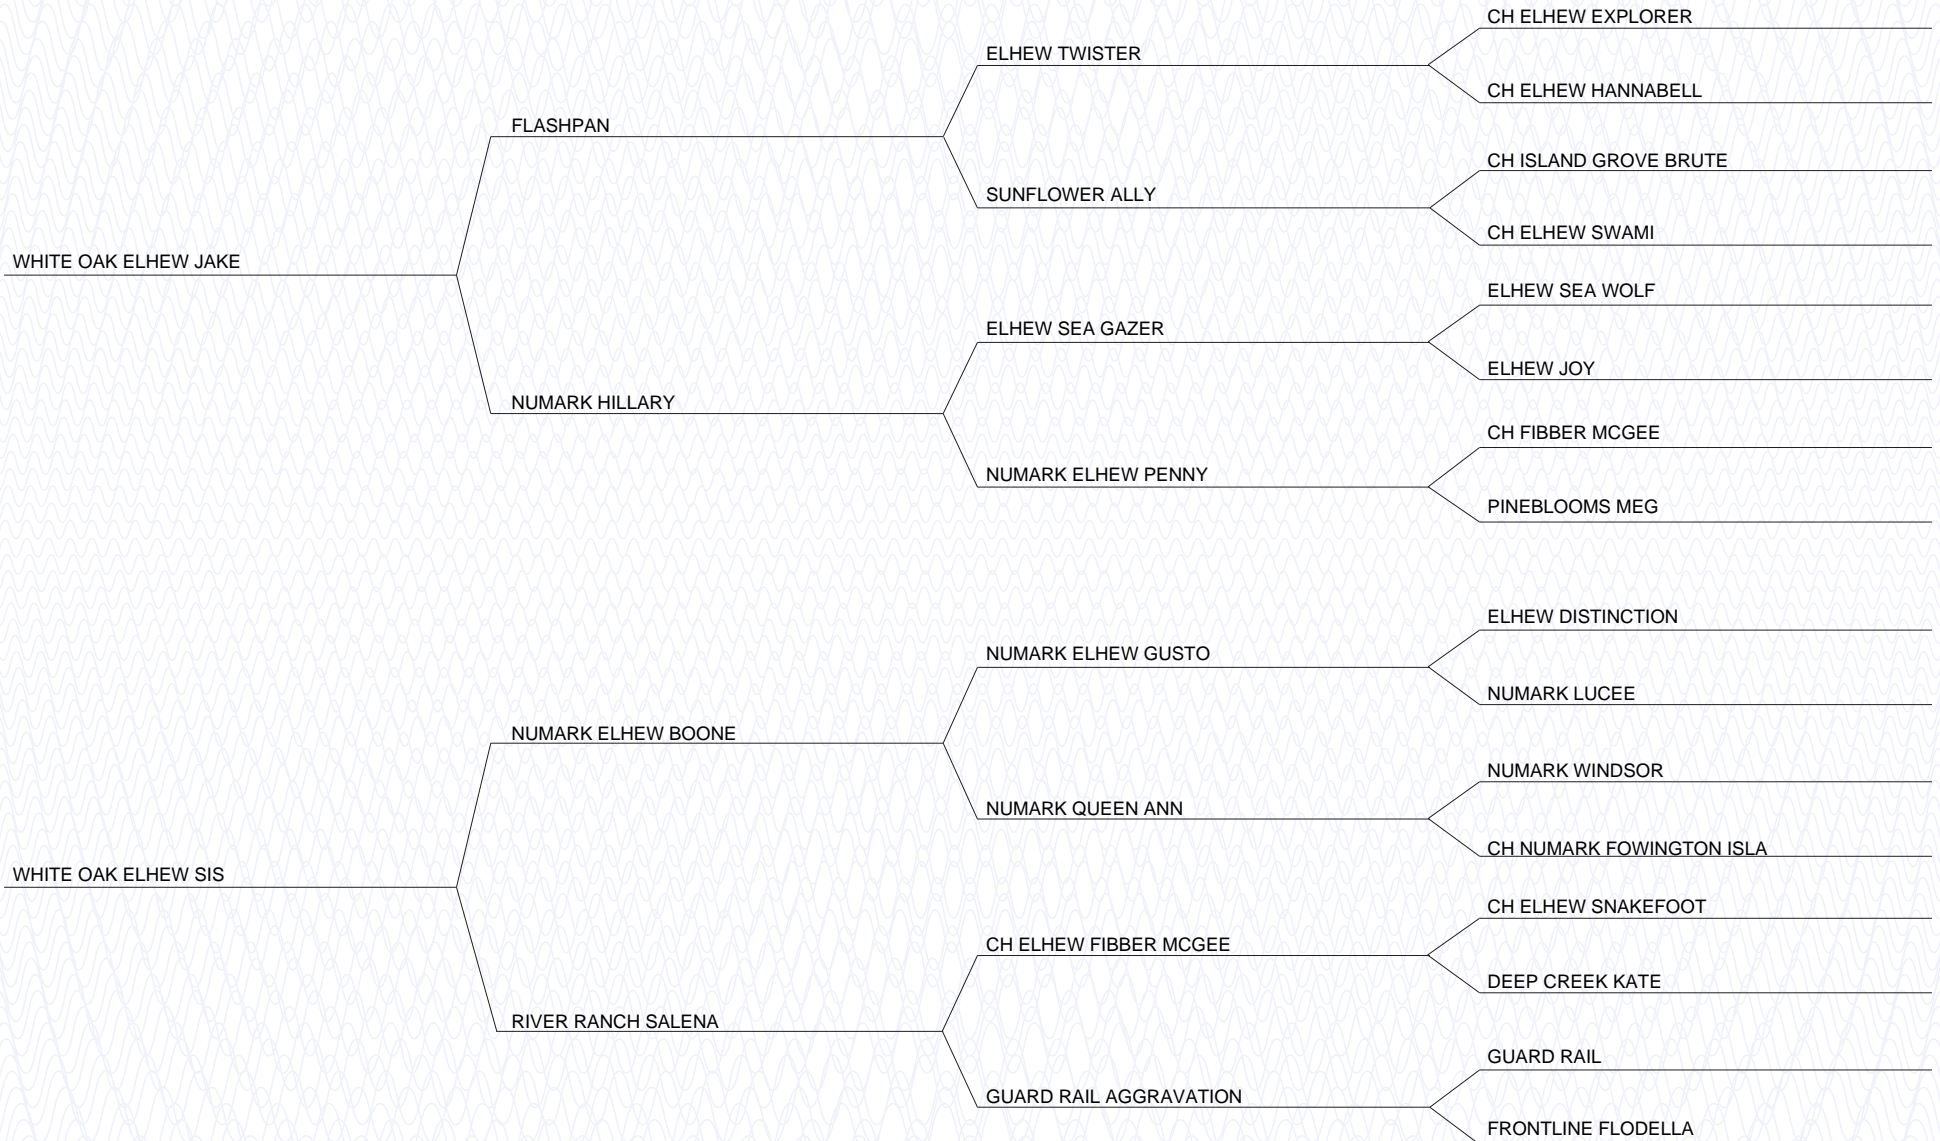 CH ELHEW EXPLORER
ELHEW TWISTER
CH ELHEW HANNABELL
FLASHPAN
CH ISLAND GROVE BRUTE
SUNFLOWER ALLY
CH ELHEW SWAMI
WHITE OAK ELHEW JAKE
ELHEW SEA WOLF
ELHEW SEA GAZER
ELHEW JOY
NUMARK HILLARY
CH FIBBER MCGEE
NUMARK ELHEW PENNY
PINEBLOOMS MEG
ELHEW DISTINCTION
NUMARK ELHEW GUSTO
NUMARK LUCEE
NUMARK ELHEW BOONE
NUMARK WINDSOR
NUMARK QUEEN ANN
CH NUMARK FOWINGTON ISLA
WHITE OAK ELHEW SIS
CH ELHEW SNAKEFOOT
CH ELHEW FIBBER MCGEE
DEEP CREEK KATE
RIVER RANCH SALENA
GUARD RAIL
GUARD RAIL AGGRAVATION
FRONTLINE FLODELLA